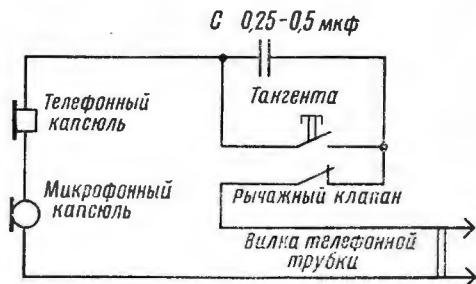 С 0,25-0,5 мкф
Тангента
Телефонный
капсюль
Микрофонный
капсюль
Рычажный клапан
Вилка телефонной
трубки